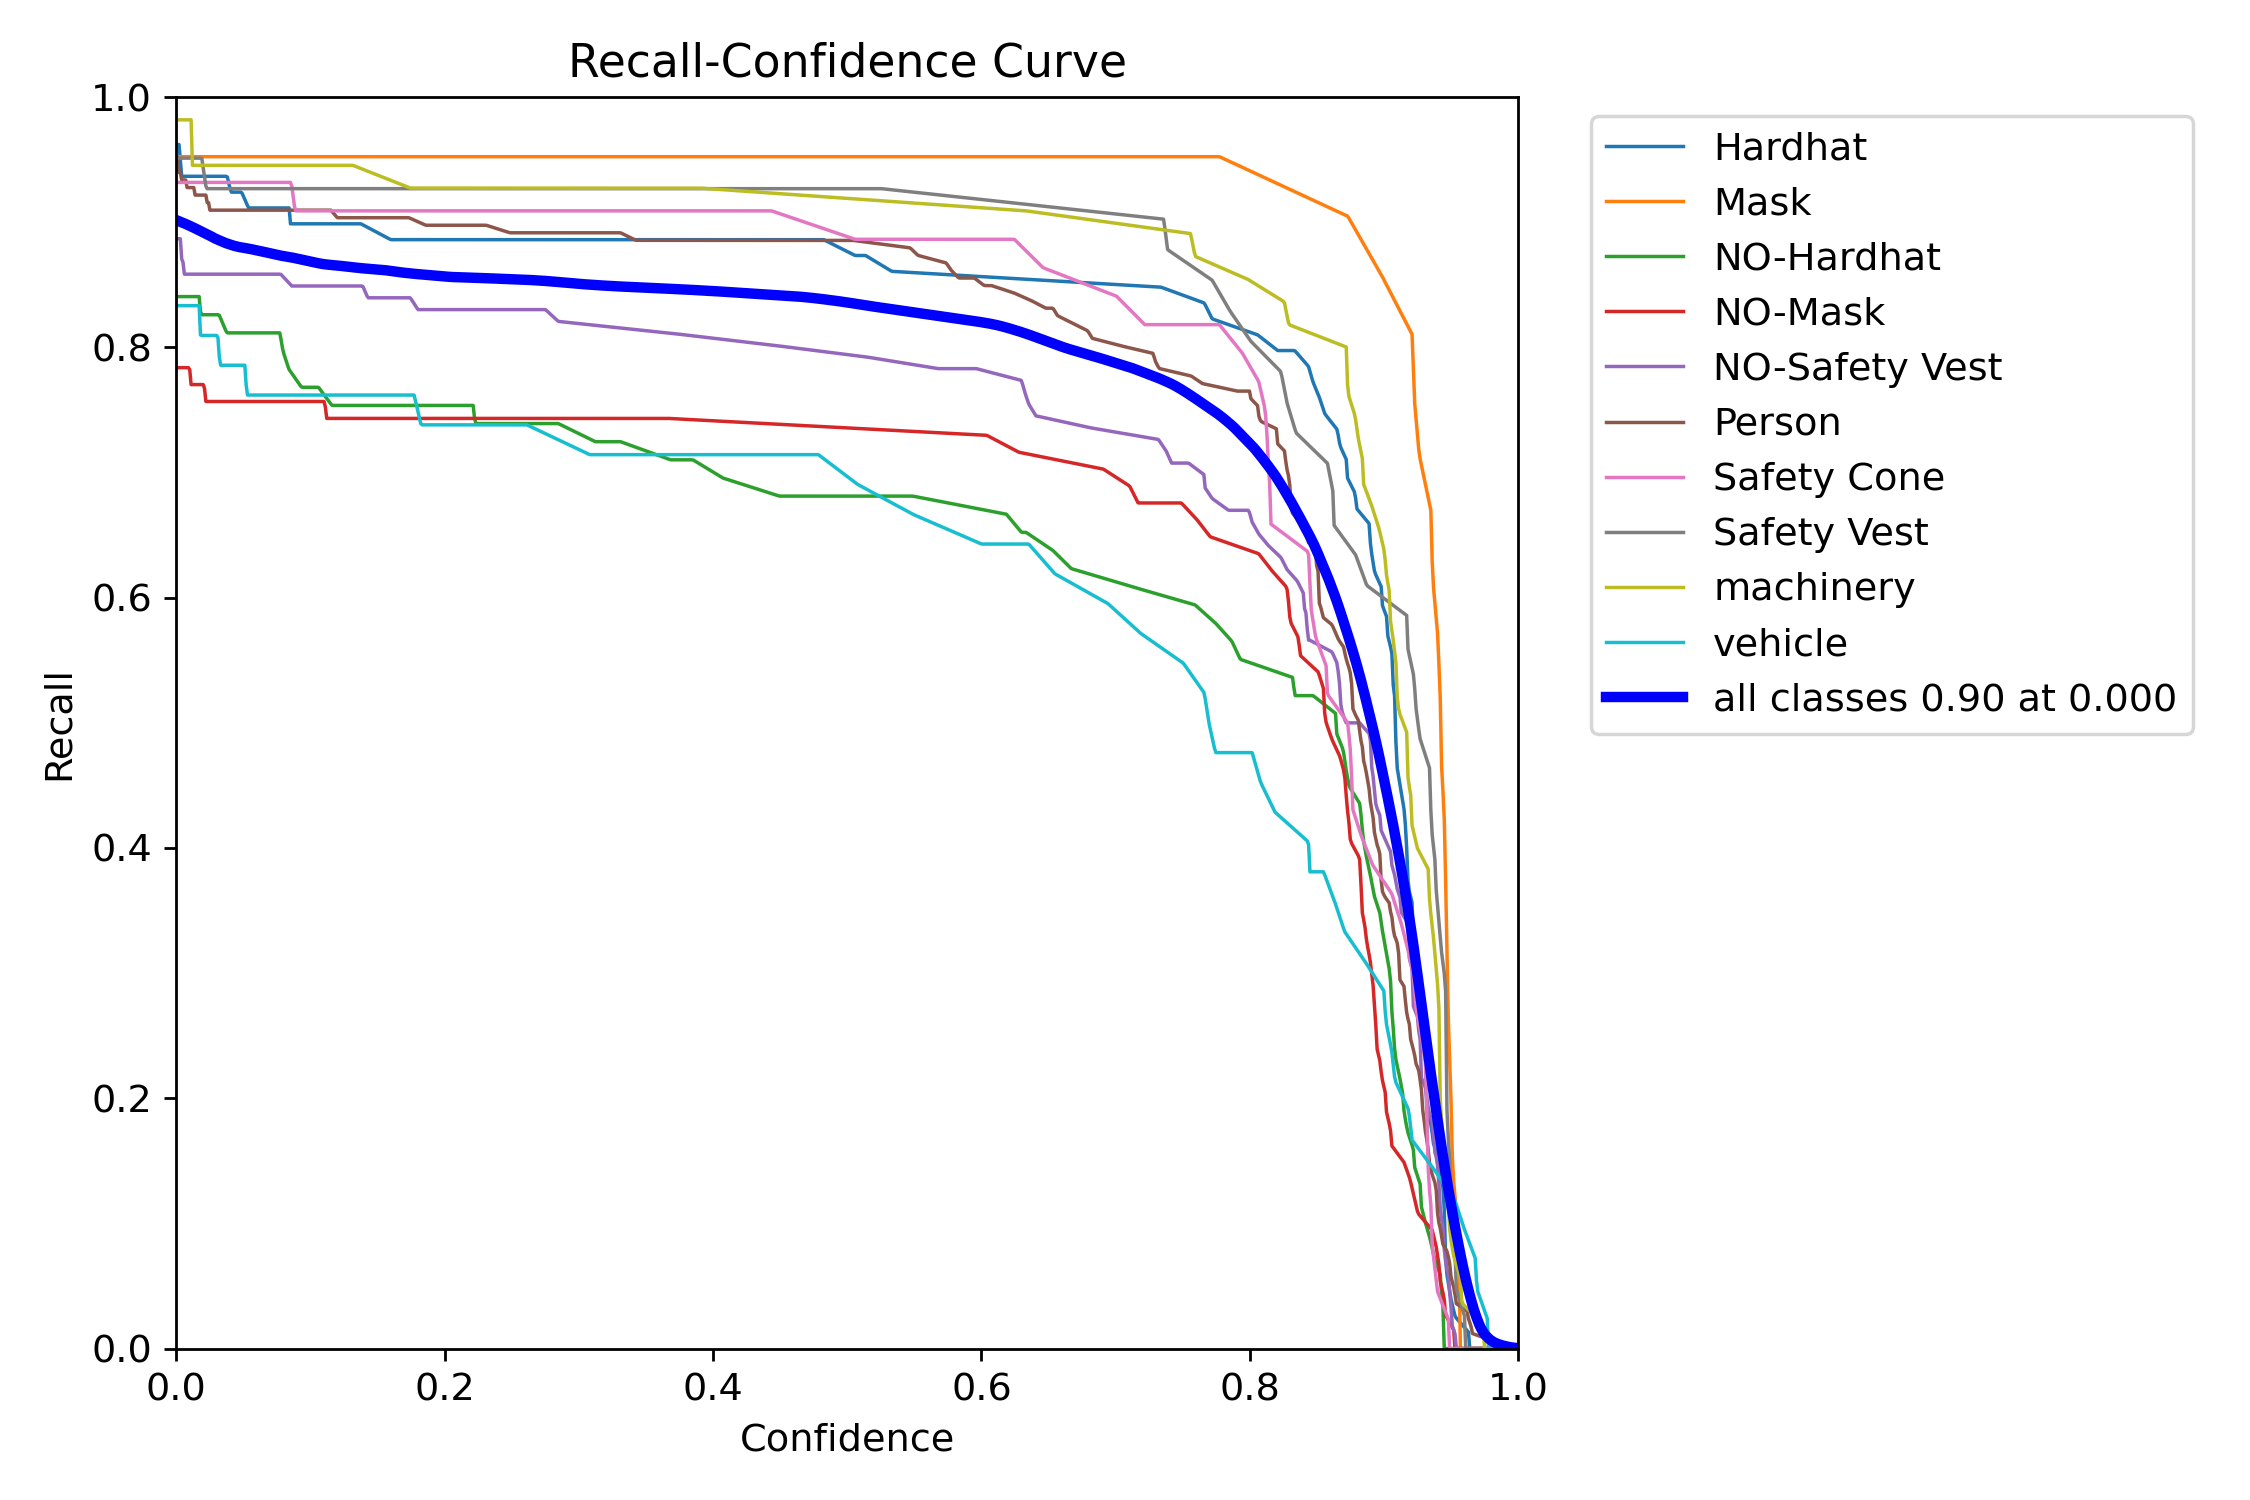 Recall-Confidence Curve
1.0
0.8
0.6
0.4
0.2
0.0
Recall
0.0 0.2 0.4 0.6 0.8 1.0
Confidence
Hardhat
Mask
NO-Hardhat
NO-Mask
NO-Safety Vest
Person
Safety Cone
Safety Vest
machinery
vehicle
all classes 0.90 at 0.000